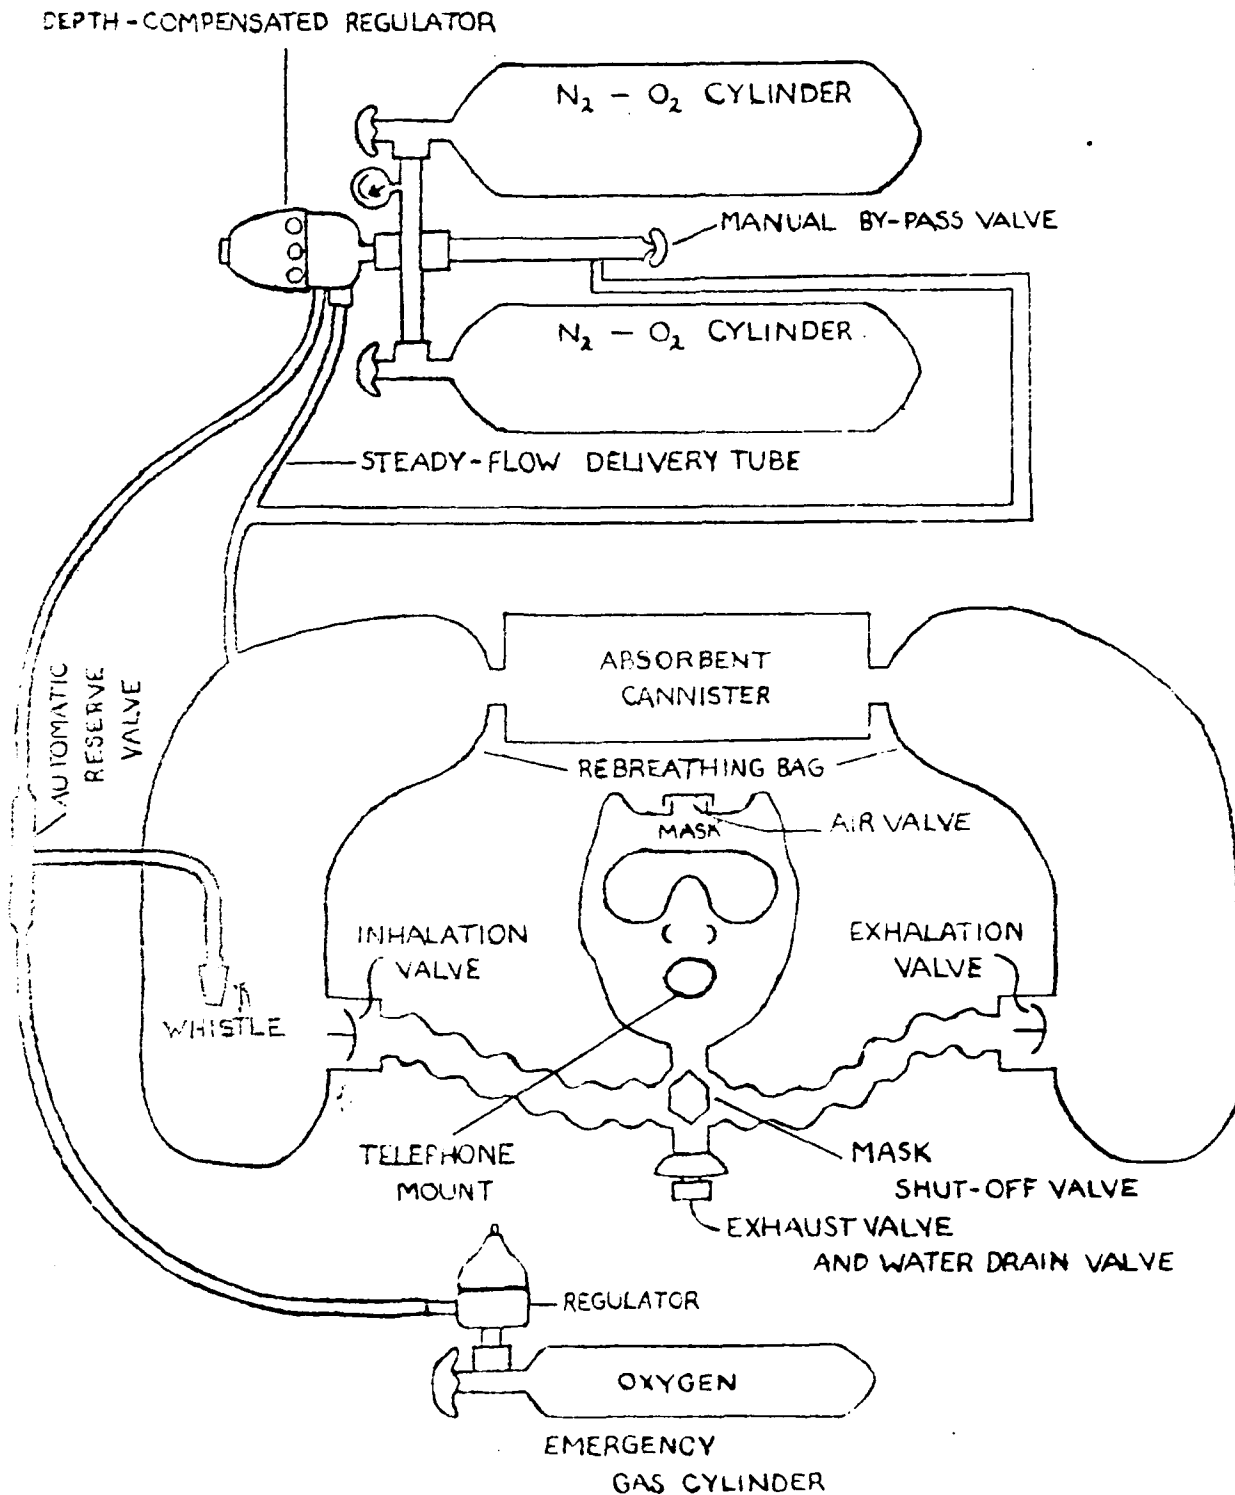 DEPTH-COMPENSATED REGULATOR
N₂ - O₂ CYLINDER
MANUAL BY-PASS VALVE
N₂ - O₂ CYLINDER
STEADY-FLOW DELIVERY TUBE
AUTOMATIC
RESERVE
VALVE
ABSORBENT
CANNISTER
REBREATHING BAG
AIR VALVE
MASK
INHALATION
VALVE
EXHALATION
VALVE
WHISTLE
TELEPHONE
MOUNT
MASK
SHUT-OFF VALVE
EXHAUST VALVE
AND WATER DRAIN VALVE
REGULATOR
OXYGEN
EMERGENCY
GAS CYLINDER